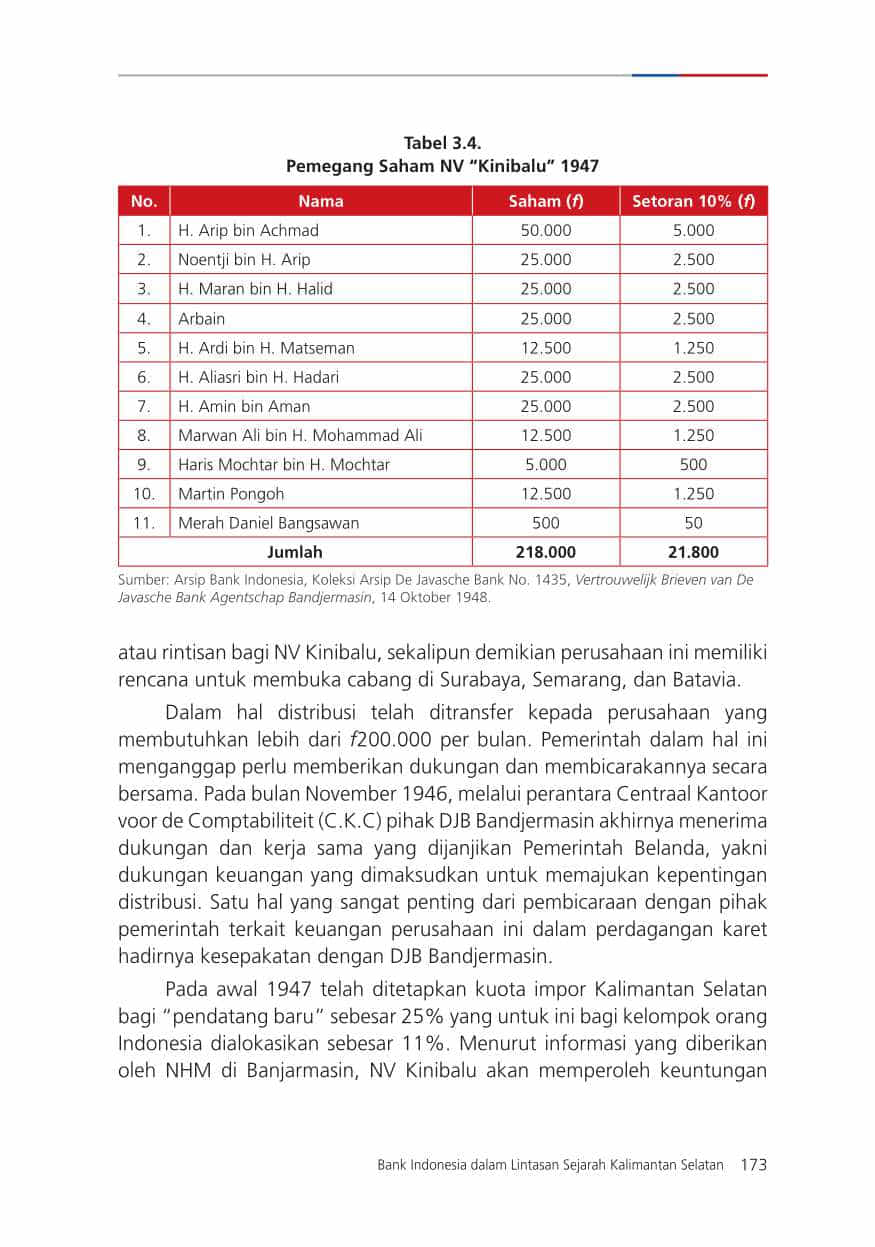 Tabel 3.4.
Pemegang Saham NV “Kinibalu” 1947
No. Nama Saham (f) Setoran 10% (f)
1. H. Arip bin Achmad 50.000 5.000
2. Noentji bin H. Arip 25.000 2.500
3. H. Maran bin H. Halid 25.000 2.500
4. Arbain 25.000 2.500
5. H. Ardi bin H. Matseman 12.500 1.250
6. H. Aliasri bin H. Hadari 25.000 2.500
7. H. Amin bin Aman 25.000 2.500
8. Marwan Ali bin H. Mohammad Ali 12.500 1.250
9. Haris Mochtar bin H. Mochtar 5.000 500
10. Martin Pongoh 12.500 1.250
11. Merah Daniel Bangsawan 500 50
Jumlah 218.000 21.800
Sumber: Arsip Bank Indonesia, Koleksi Arsip De Javasche Bank No. 1435, Vertrouwelijk Brieven van De
Javasche Bank Agentschap Bandjermasin, 14 Oktober 1948.
atau rintisan bagi NV Kinibalu, sekalipun demikian perusahaan ini memiliki
rencana untuk membuka cabang di Surabaya, Semarang, dan Batavia.
Dalam hal distribusi telah ditransfer kepada perusahaan yang
membutuhkan lebih dari f200.000 per bulan. Pemerintah dalam hal ini
menganggap perlu memberikan dukungan dan membicarakannya secara
bersama. Pada bulan November 1946, melalui perantara Centraal Kantoor
voor de Comptabiliteit (C.K.C) pihak DJB Bandjermasin akhirnya menerima
dukungan dan kerja sama yang dijanjikan Pemerintah Belanda, yakni
dukungan keuangan yang dimaksudkan untuk memajukan kepentingan
distribusi. Satu hal yang sangat penting dari pembicaraan dengan pihak
pemerintah terkait keuangan perusahaan ini dalam perdagangan karet
hadirnya kesepakatan dengan DJB Bandjermasin.
Pada awal 1947 telah ditetapkan kuota impor Kalimantan Selatan
bagi “pendatang baru” sebesar 25% yang untuk ini bagi kelompok orang
Indonesia dialokasikan sebesar 11%. Menurut informasi yang diberikan
oleh NHM di Banjarmasin, NV Kinibalu akan memperoleh keuntungan
Bank Indonesia dalam Lintasan Sejarah Kalimantan Selatan 173